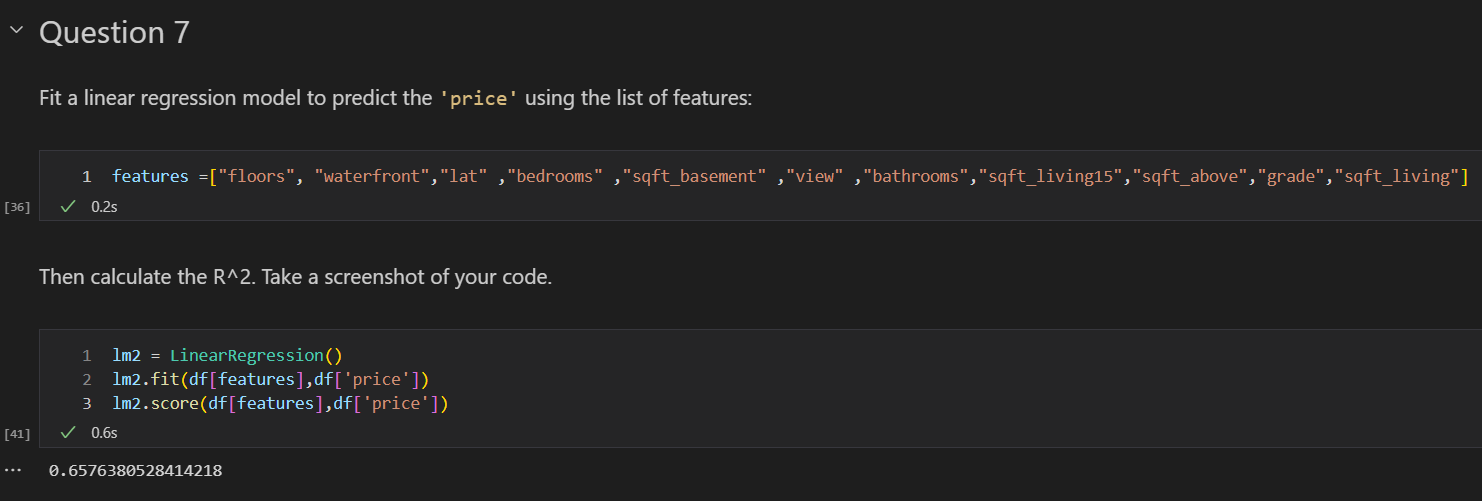 Question 7
Fit a linear regression model to predict the 'price' using the list of features:
1 features =["floors", "waterfront","lat" ,"bedrooms" ,"sqft_basement" ,"view" ,"bathrooms","sqft_living15","sqft_above","grade","sqft_living"]
[36] ✓ 0.2s
Then calculate the R^2. Take a screenshot of your code.
1 lm2 = LinearRegression()
2 lm2.fit(df[features],df['price'])
3 lm2.score(df[features],df['price'])
[41] ✓ 0.6s
... 0.6576380528414218